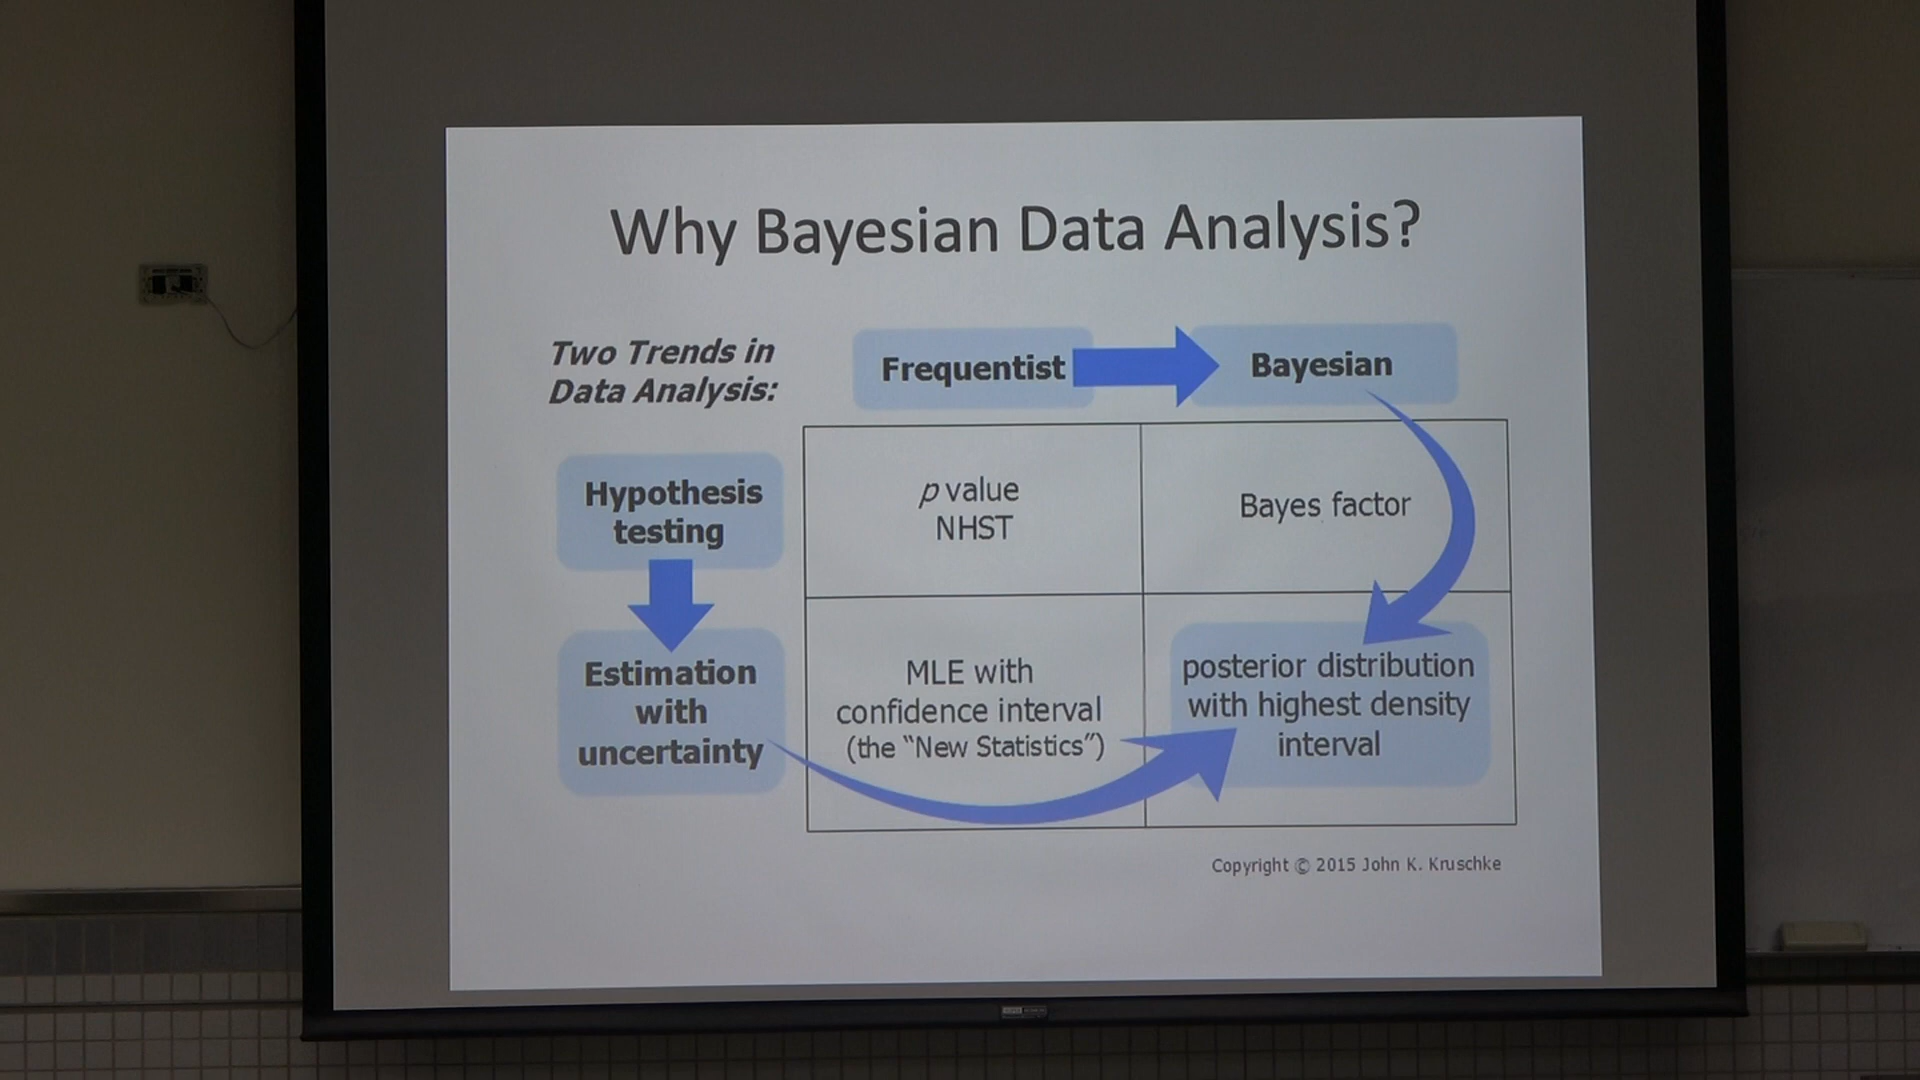 Why Bayesian Data Analysis?
Two Trends in
Data Analysis:
Frequentist
Bayesian
Hypothesis
testing
p value
NHST
Bayes factor
Estimation
with
uncertainty
MLE with
confidence interval
(the “New Statistics”)
posterior distribution
with highest density
interval
Copyright © 2015 John K. Kruschke